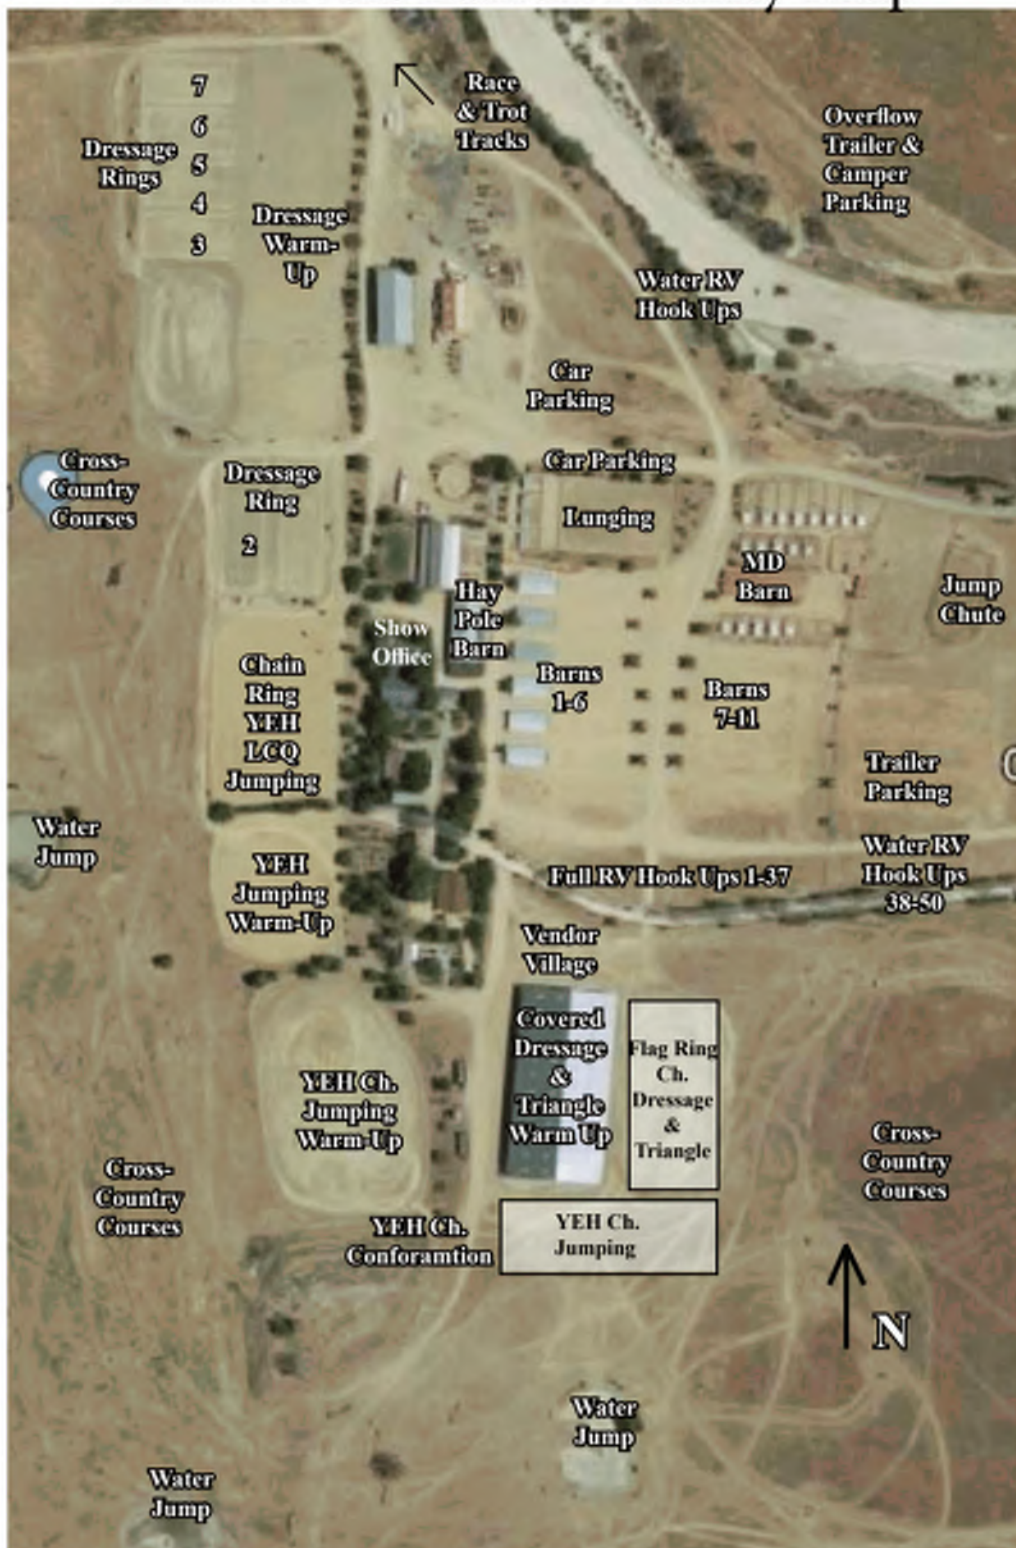 7
Race
& Trot
Tracks
6
Dressage
Rings
5
4
3
Overflow
Trailer &
Camper
Parking
Dressage
Warm-
Up
Water RV
Hook Ups
Car
Parking
Cross-
Country
Courses
Dressage
Ring
2
Car Parking
Lunging
MD
Barn
Jump
Chute
Hay
Pole
Barn
Show
Office
Chain
Ring
YEH
LCQ
Jumping
Barns
1-6
Barns
7-11
Trailer
Parking
Water
Jump
YEH
Jumping
Warm-Up
Full RV Hook Ups 1-37
Water RV
Hook Ups
38-50
Vendor
Village
Covered
Dressage
&
Triangle
Warm Up
Flag Ring
Ch.
Dressage
&
Triangle
YEH Ch.
Jumping
Warm-Up
Cross-
Country
Courses
Cross-
Country
Courses
YEH Ch.
Conforamtion
YEH Ch.
Jumping
N
Water
Jump
Water
Jump